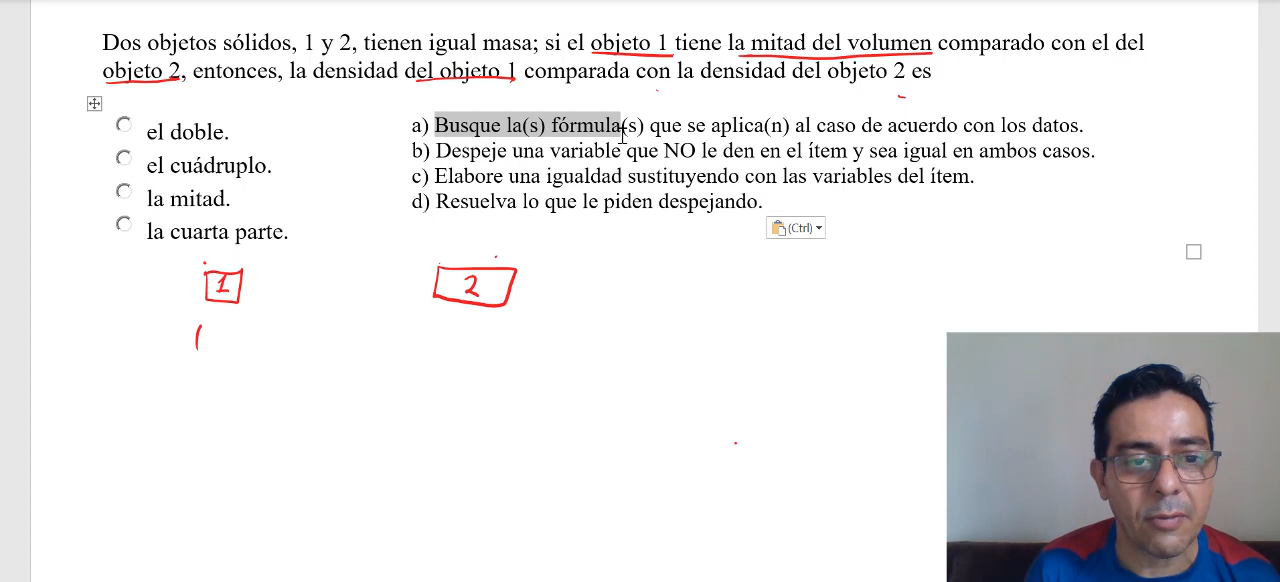 Dos objetos sólidos, 1 y 2, tienen igual masa; si el objeto 1 tiene la mitad del volumen comparado con el del
objeto 2, entonces, la densidad del objeto 1 comparada con la densidad del objeto 2 es
el doble.
el cuádruplo.
la mitad.
la cuarta parte.
a) Busque la(s) fórmula(s) que se aplica(n) al caso de acuerdo con los datos.
b) Despeje una variable que NO le den en el ítem y sea igual en ambos casos.
c) Elabore una igualdad sustituyendo con las variables del ítem.
d) Resuelva lo que le piden despejando.
(Ctrl)
1
2